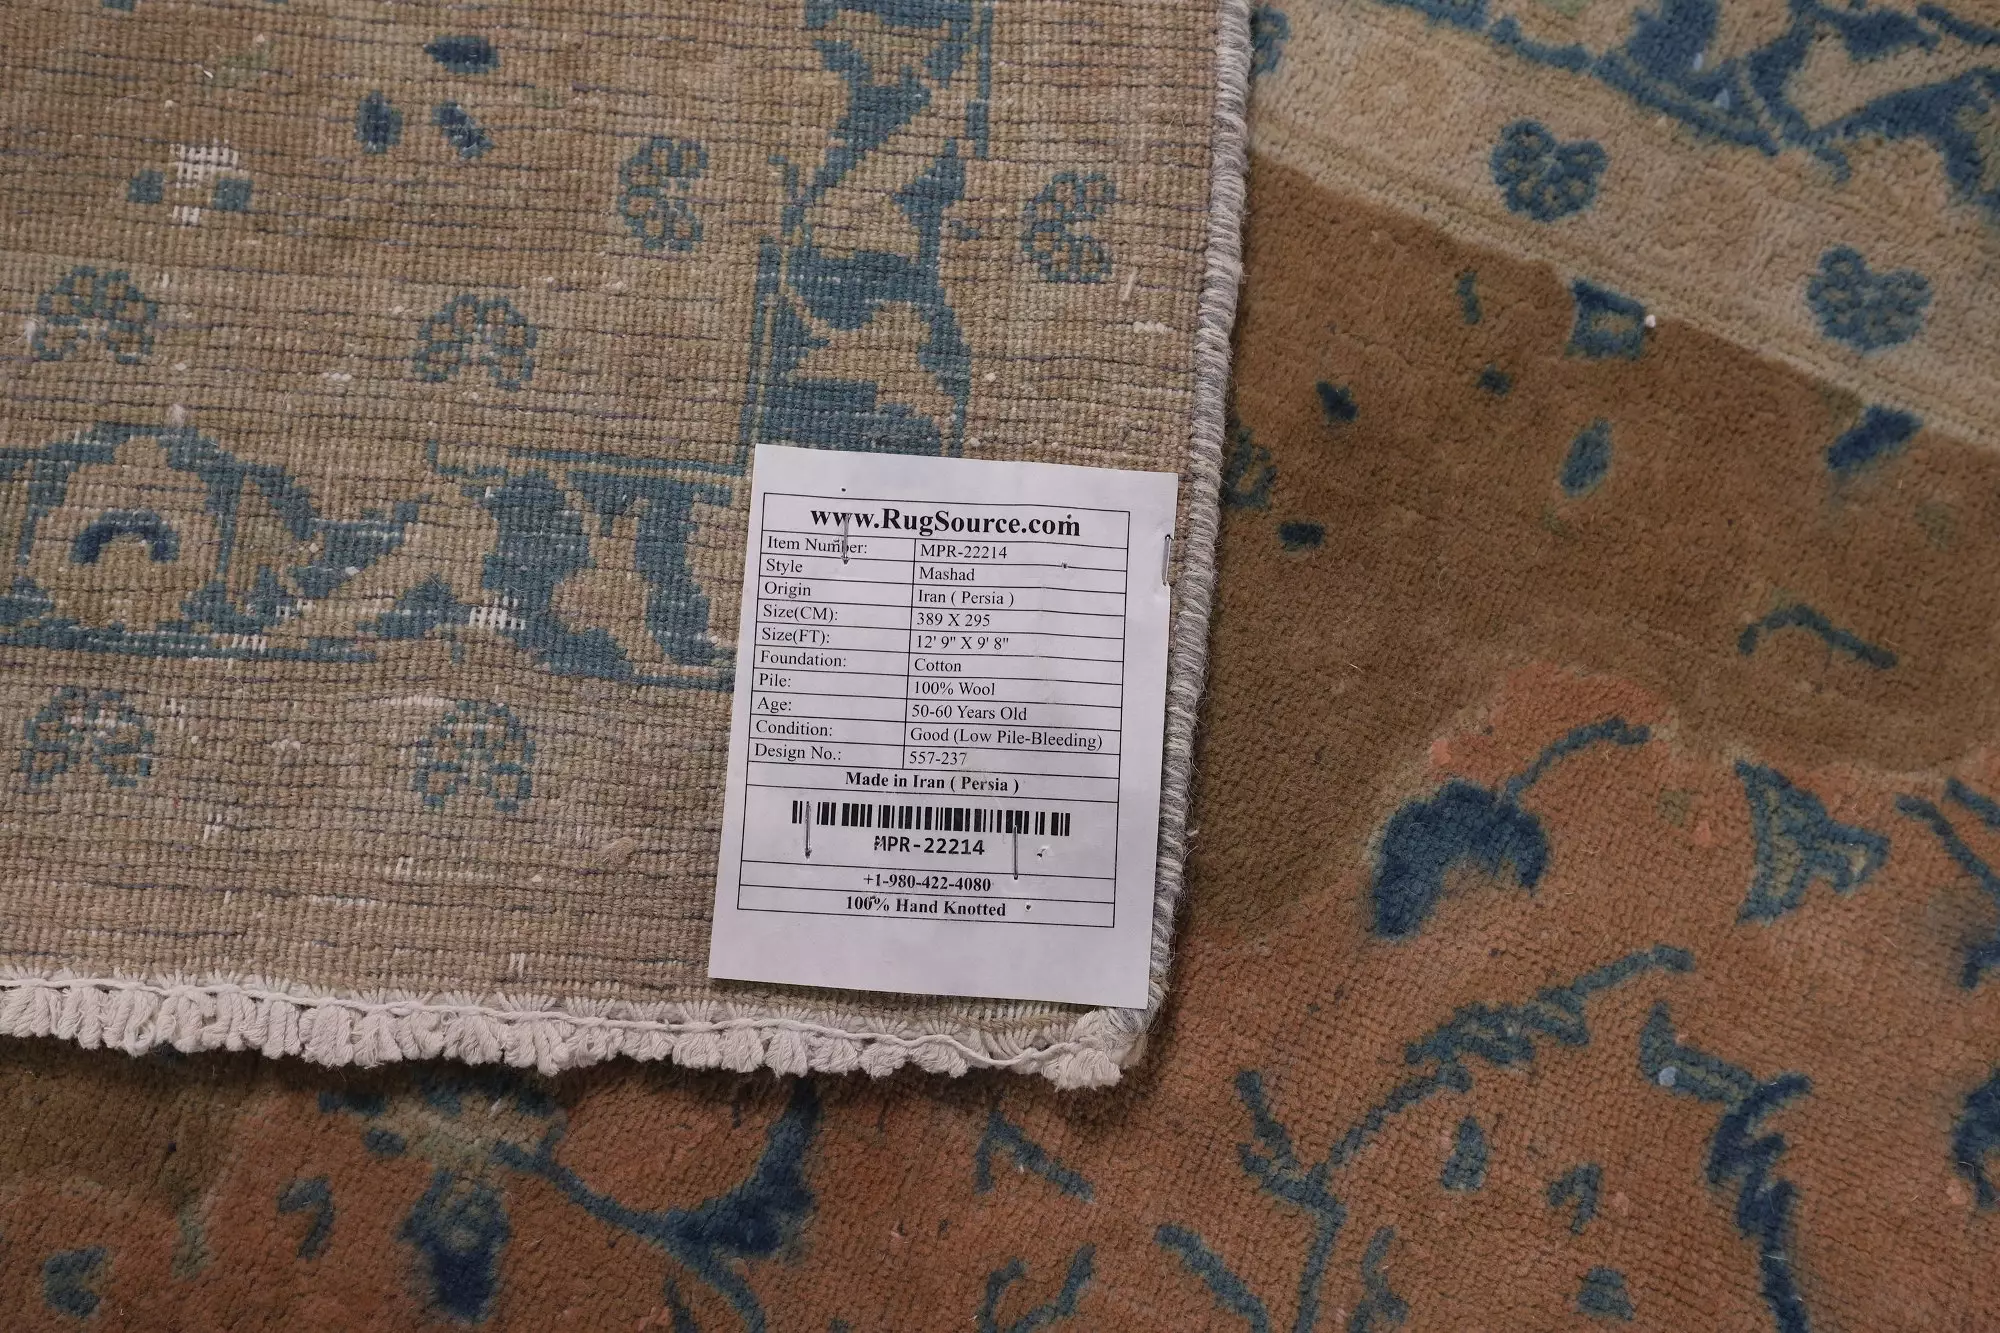 www.RugSource.com
Item Number: MPR-22214
Style Mashad
Origin Iran ( Persia )
Size(CM): 389 X 295
Size(FT): 12' 9" X 9' 8"
Foundation: Cotton
Pile: 100% Wool
Age: 50-60 Years Old
Condition: Good (Low Pile-Bleeding)
Design No.: 557-237
Made in Iran ( Persia )
MPR-22214
+1-980-422-4080
100% Hand Knotted